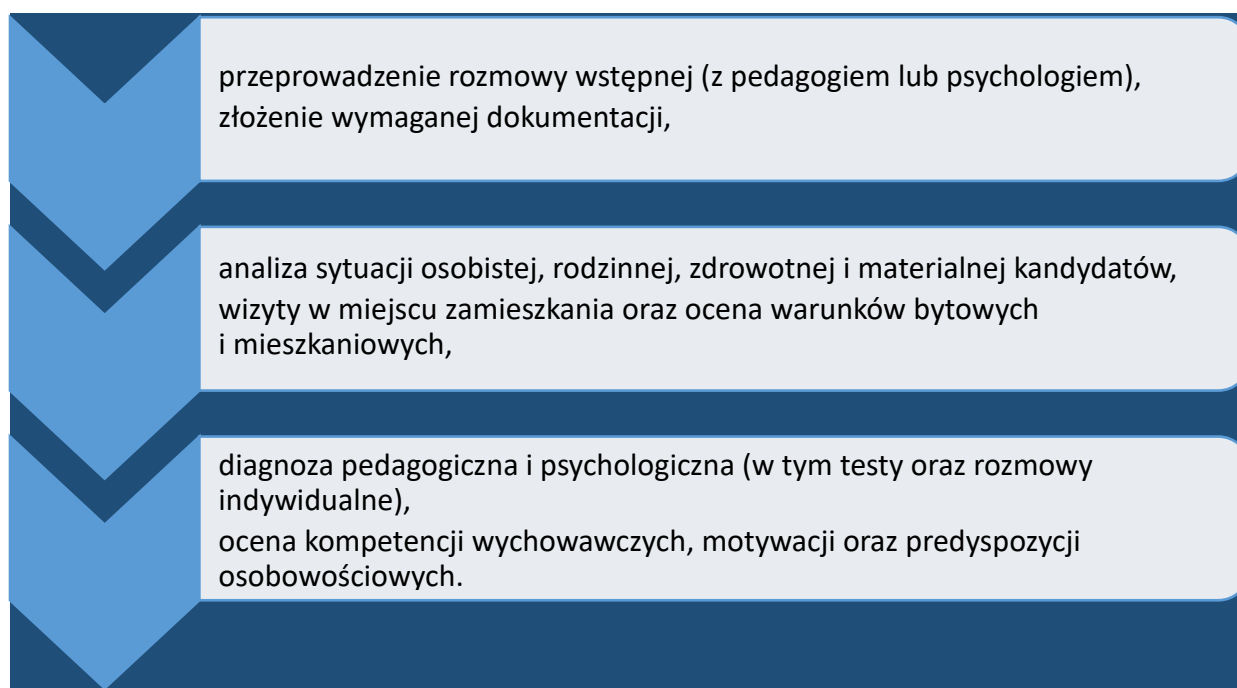 przeprowadzenie rozmowy wstępnej (z pedagogiem lub psychologiem),
złożenie wymaganej dokumentacji,
analiza sytuacji osobistej, rodzinnej, zdrowotnej i materialnej kandydatów,
wizyty w miejscu zamieszkania oraz ocena warunków bytowych
i mieszkaniowych,
diagnoza pedagogiczna i psychologiczna (w tym testy oraz rozmowy
indywidualne),
ocena kompetencji wychowawczych, motywacji oraz predyspozycji
osobowościowych.